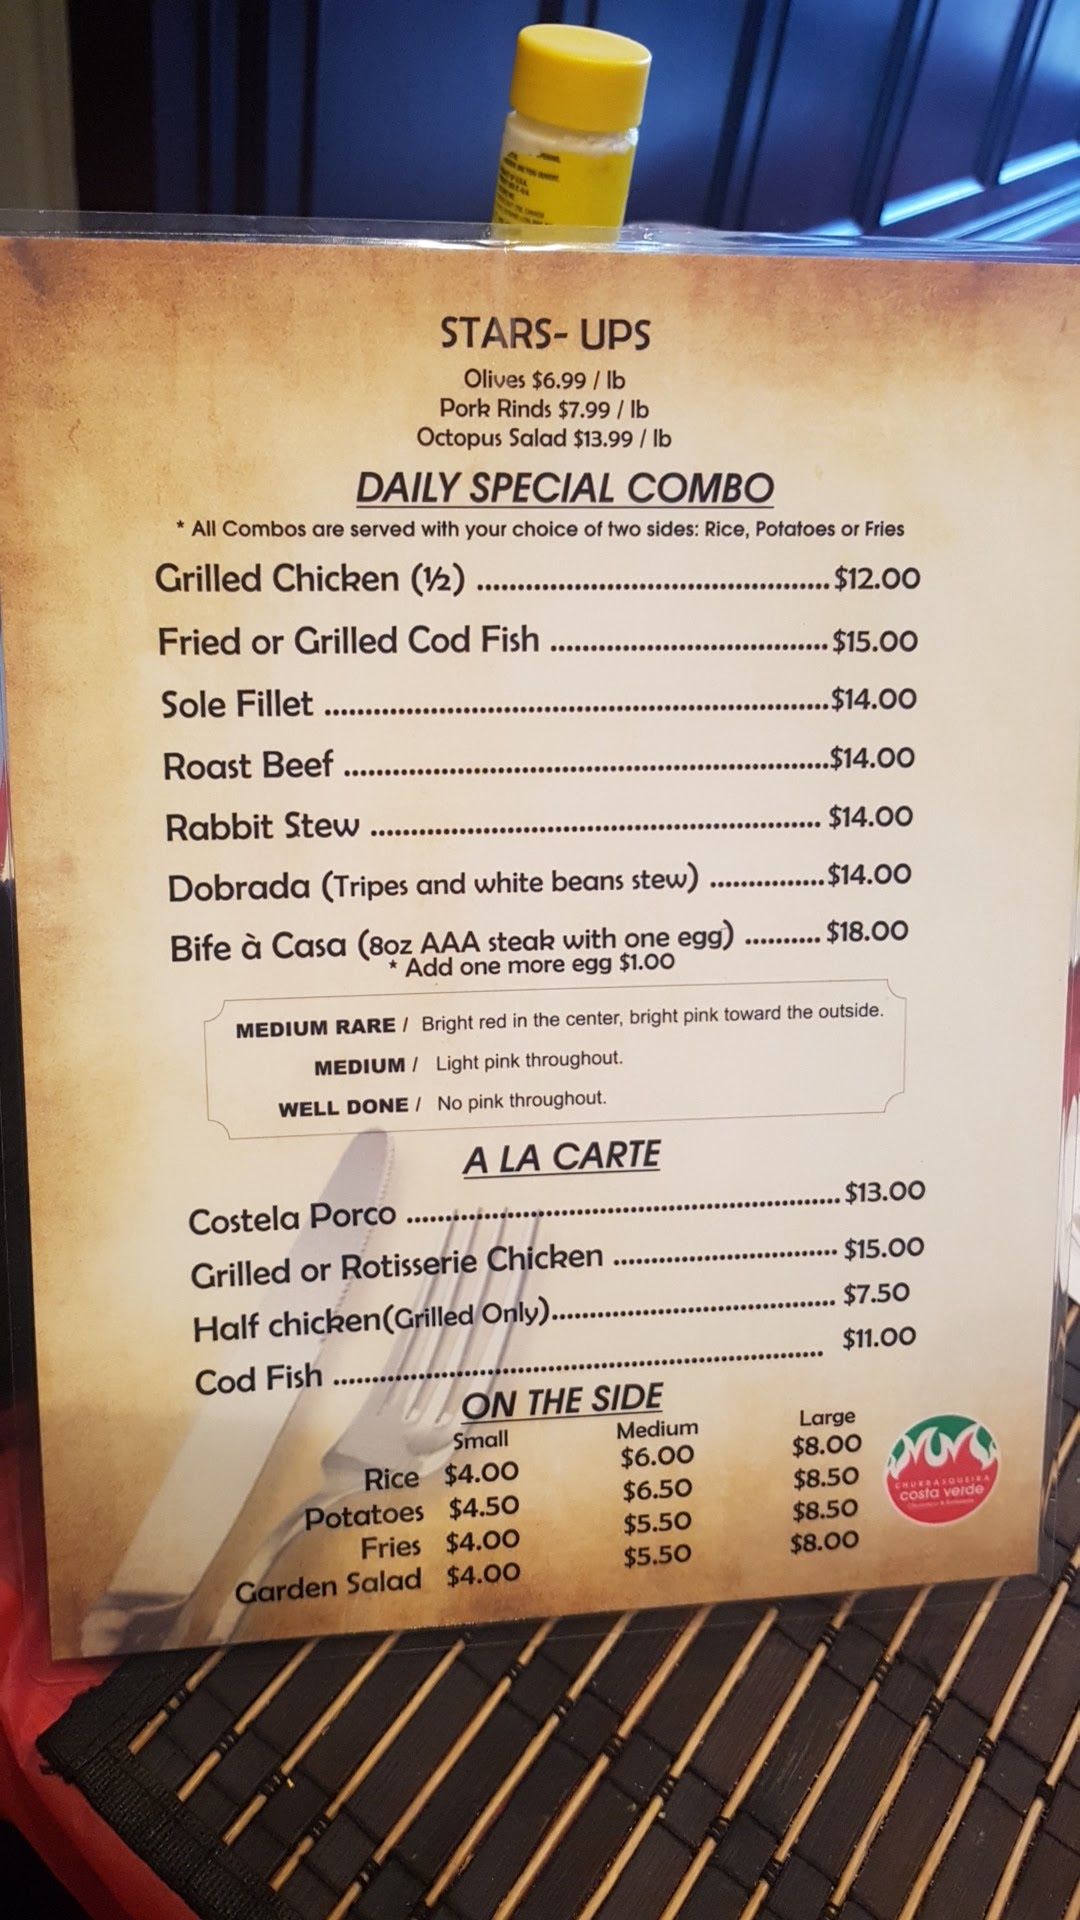 STARS- UPS
Olives $6.99 / lb
Pork Rinds $7.99 / lb
Octopus Salad $13.99 / lb
DAILY SPECIAL COMBO
* All Combos are served with your choice of two sides: Rice, Potatoes or Fries
Grilled Chicken (½) ............................................ $12.00
Fried or Grilled Cod Fish .................................. $15.00
Sole Fillet ..............................................................$14.00
Roast Beef ............................................................$14.00
Rabbit Stew ....................................................... $14.00
Dobrada (Tripes and white beans stew) ...............$14.00
Bife à Casa (8oz AAA steak with one egg) .......... $18.00
* Add one more egg $1.00
MEDIUM RARE / Bright red in the center, bright pink toward the outside.
MEDIUM / Light pink throughout.
WELL DONE / No pink throughout.
A LA CARTE
Costela Porco ..................................................... $13.00
Grilled or Rotisserie Chicken ............................ $15.00
Half chicken(Grilled Only)................................... $7.50
Cod Fish ............................................................ $11.00
ON THE SIDE
Small Medium Large
Rice $4.00 $6.00 $8.00
Potatoes $4.50 $6.50 $8.50
Fries $4.00 $5.50 $8.50
Garden Salad $4.00 $5.50 $8.00
CHURRASQUEIRA
costa verde